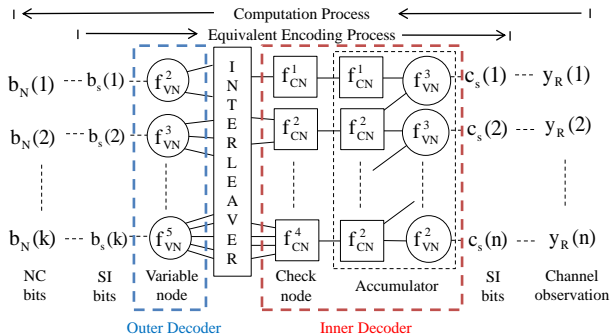 Computation Process
Equivalent Encoding Process
b_N(1) b_s(1) f_VN^2 f_CN^1 f_CN^1 f_VN^3 c_s(1) y_R(1)
b_N(2) b_s(2) f_VN^3 f_CN^2 f_CN^2 f_VN^3 c_s(2) y_R(2)
INTERLEAVER
b_N(k) b_s(k) f_VN^5 f_CN^4 f_CN^2 f_VN^2 c_s(n) y_R(n)
NC bits
SI bits
Variable node
Check node
Accumulator
SI bits
Channel observation
Outer Decoder
Inner Decoder